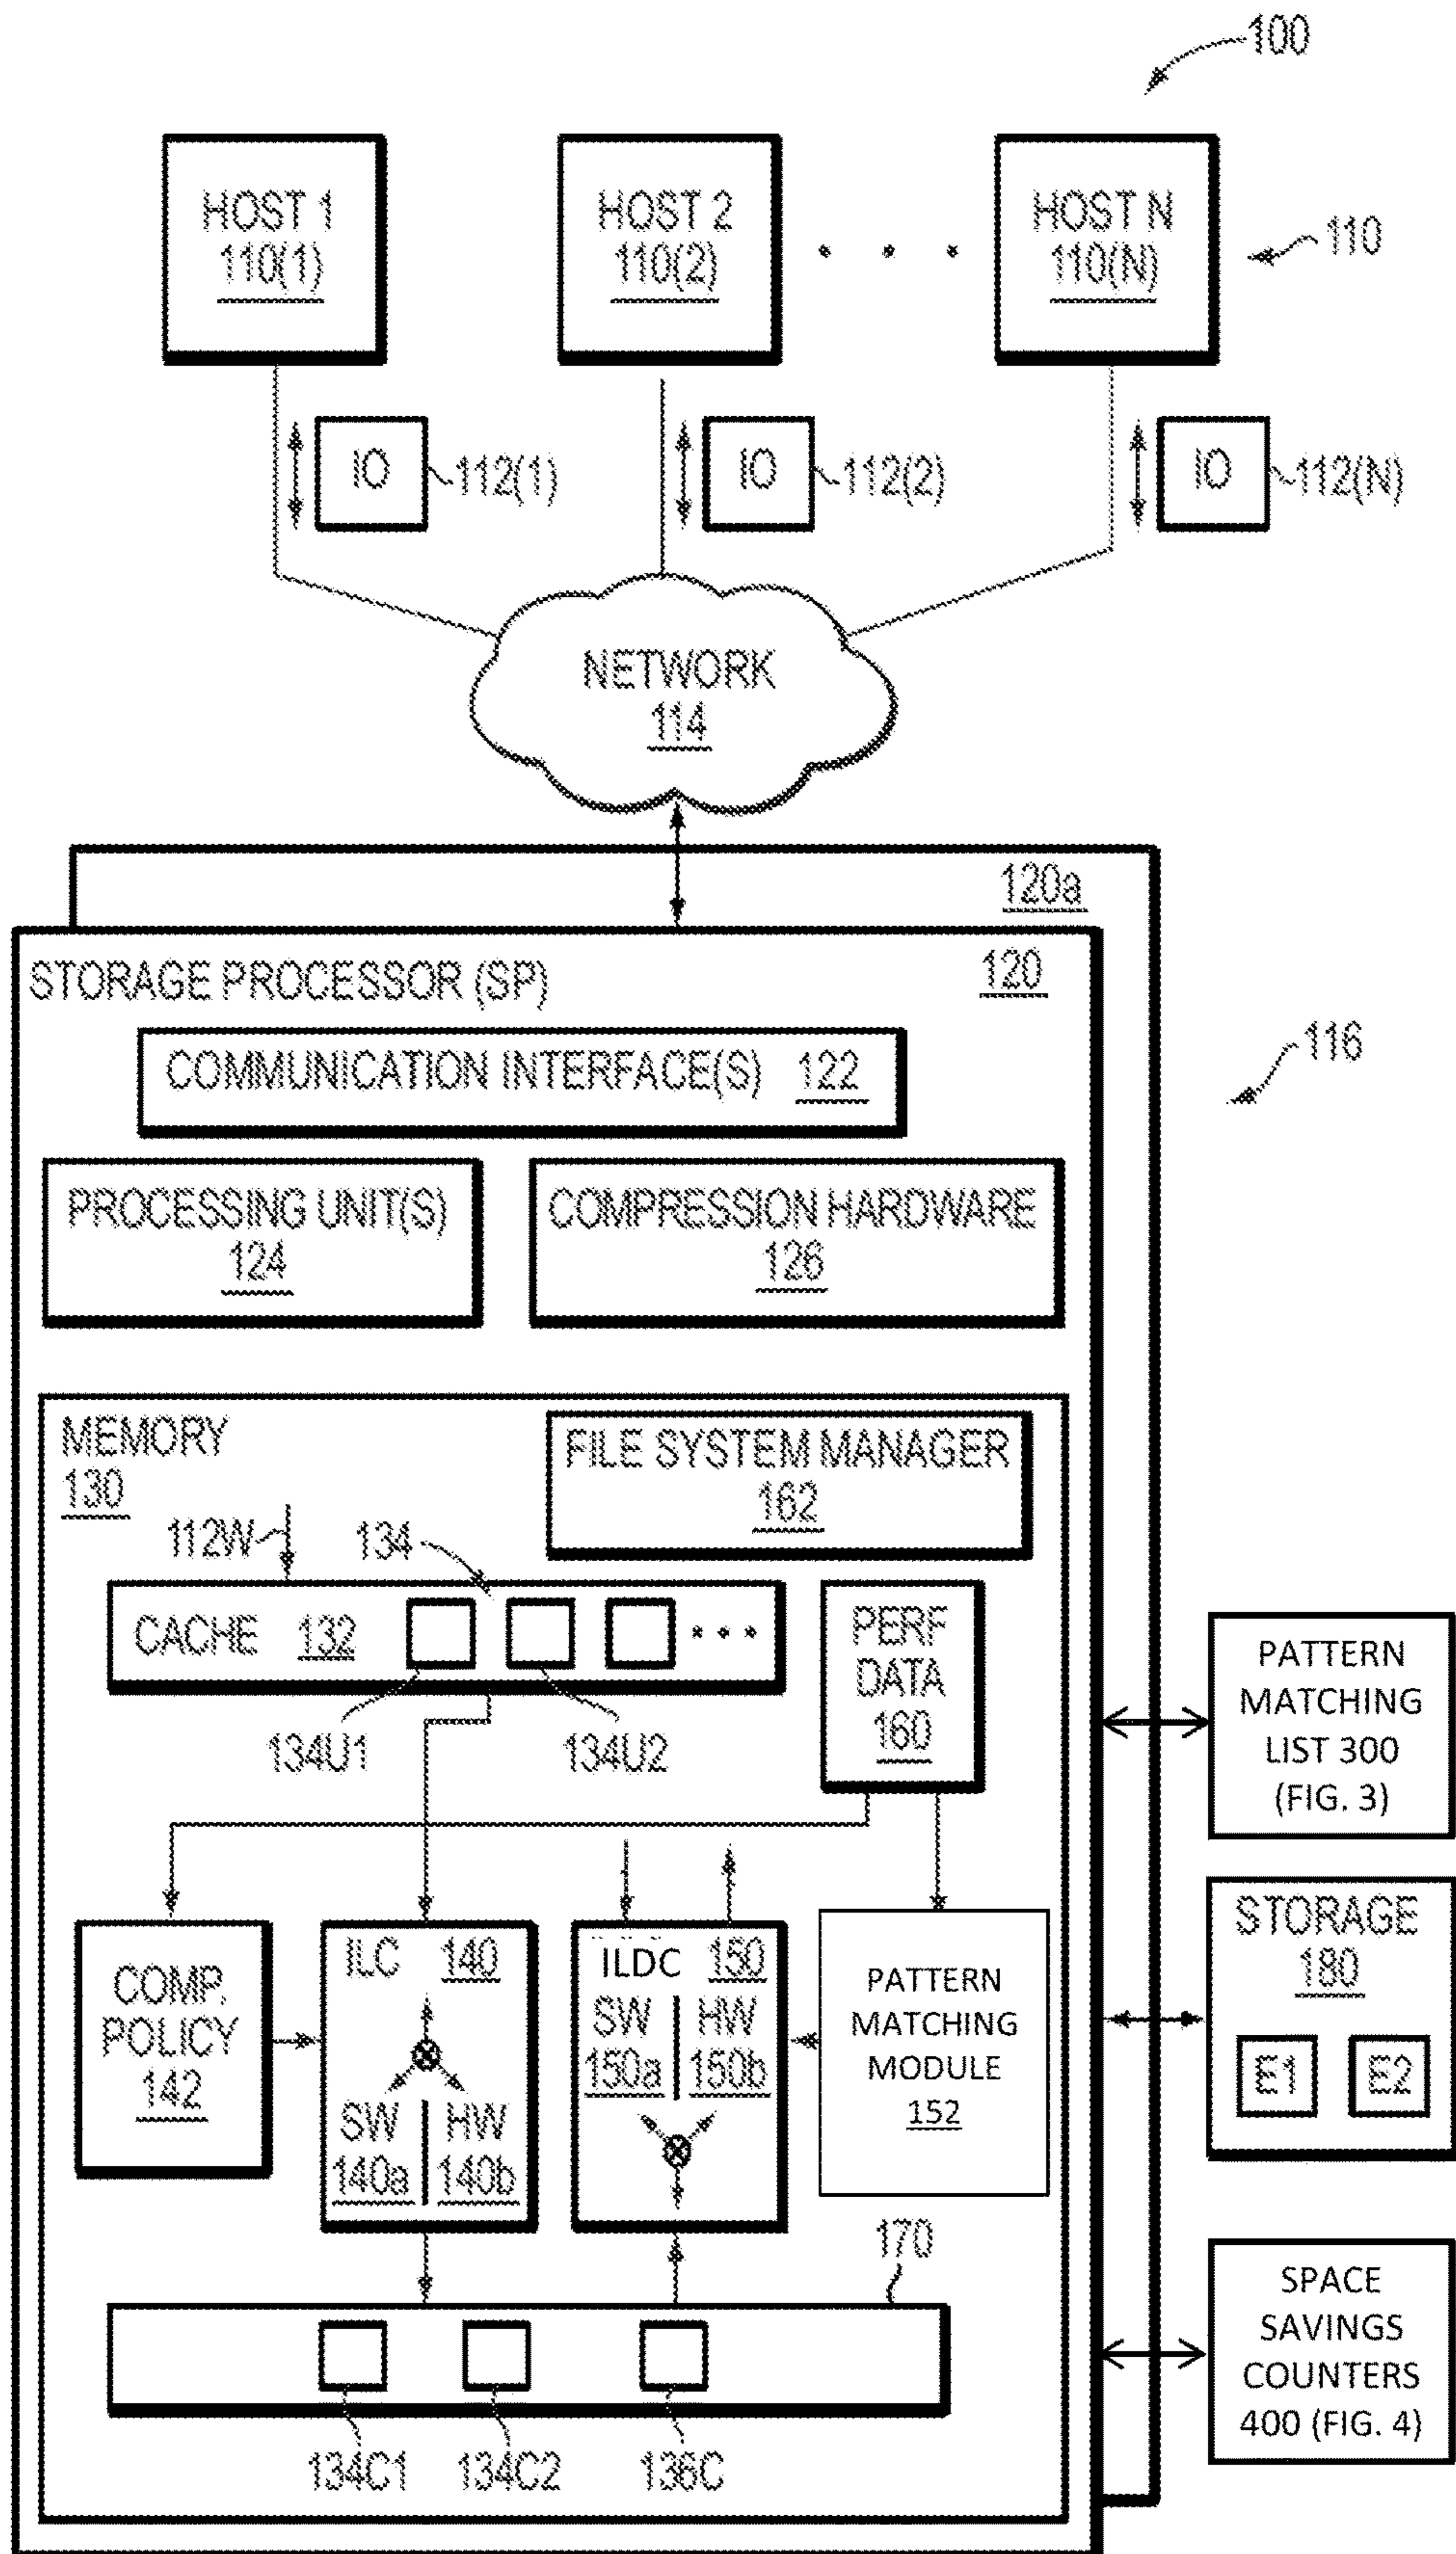 100
HOST 1
110(1)
HOST 2
110(2)
HOST N
110(N)
110
IO
112(1)
IO
112(2)
IO
112(N)
NETWORK
114
120a
STORAGE PROCESSOR (SP)
120
COMMUNICATION INTERFACE(S) 122
116
PROCESSING UNIT(S)
124
COMPRESSION HARDWARE
126
MEMORY
130
FILE SYSTEM MANAGER
162
112W
134
CACHE 132
134U1
134U2
PERF
DATA
160
PATTERN
MATCHING
LIST 300
(FIG. 3)
COMP.
POLICY
142
ILC 140
SW
140a
HW
140b
ILDC 150
SW
150a
HW
150b
PATTERN
MATCHING
MODULE
152
STORAGE
180
E1
E2
170
134C1
134C2
136C
SPACE
SAVINGS
COUNTERS
400 (FIG. 4)